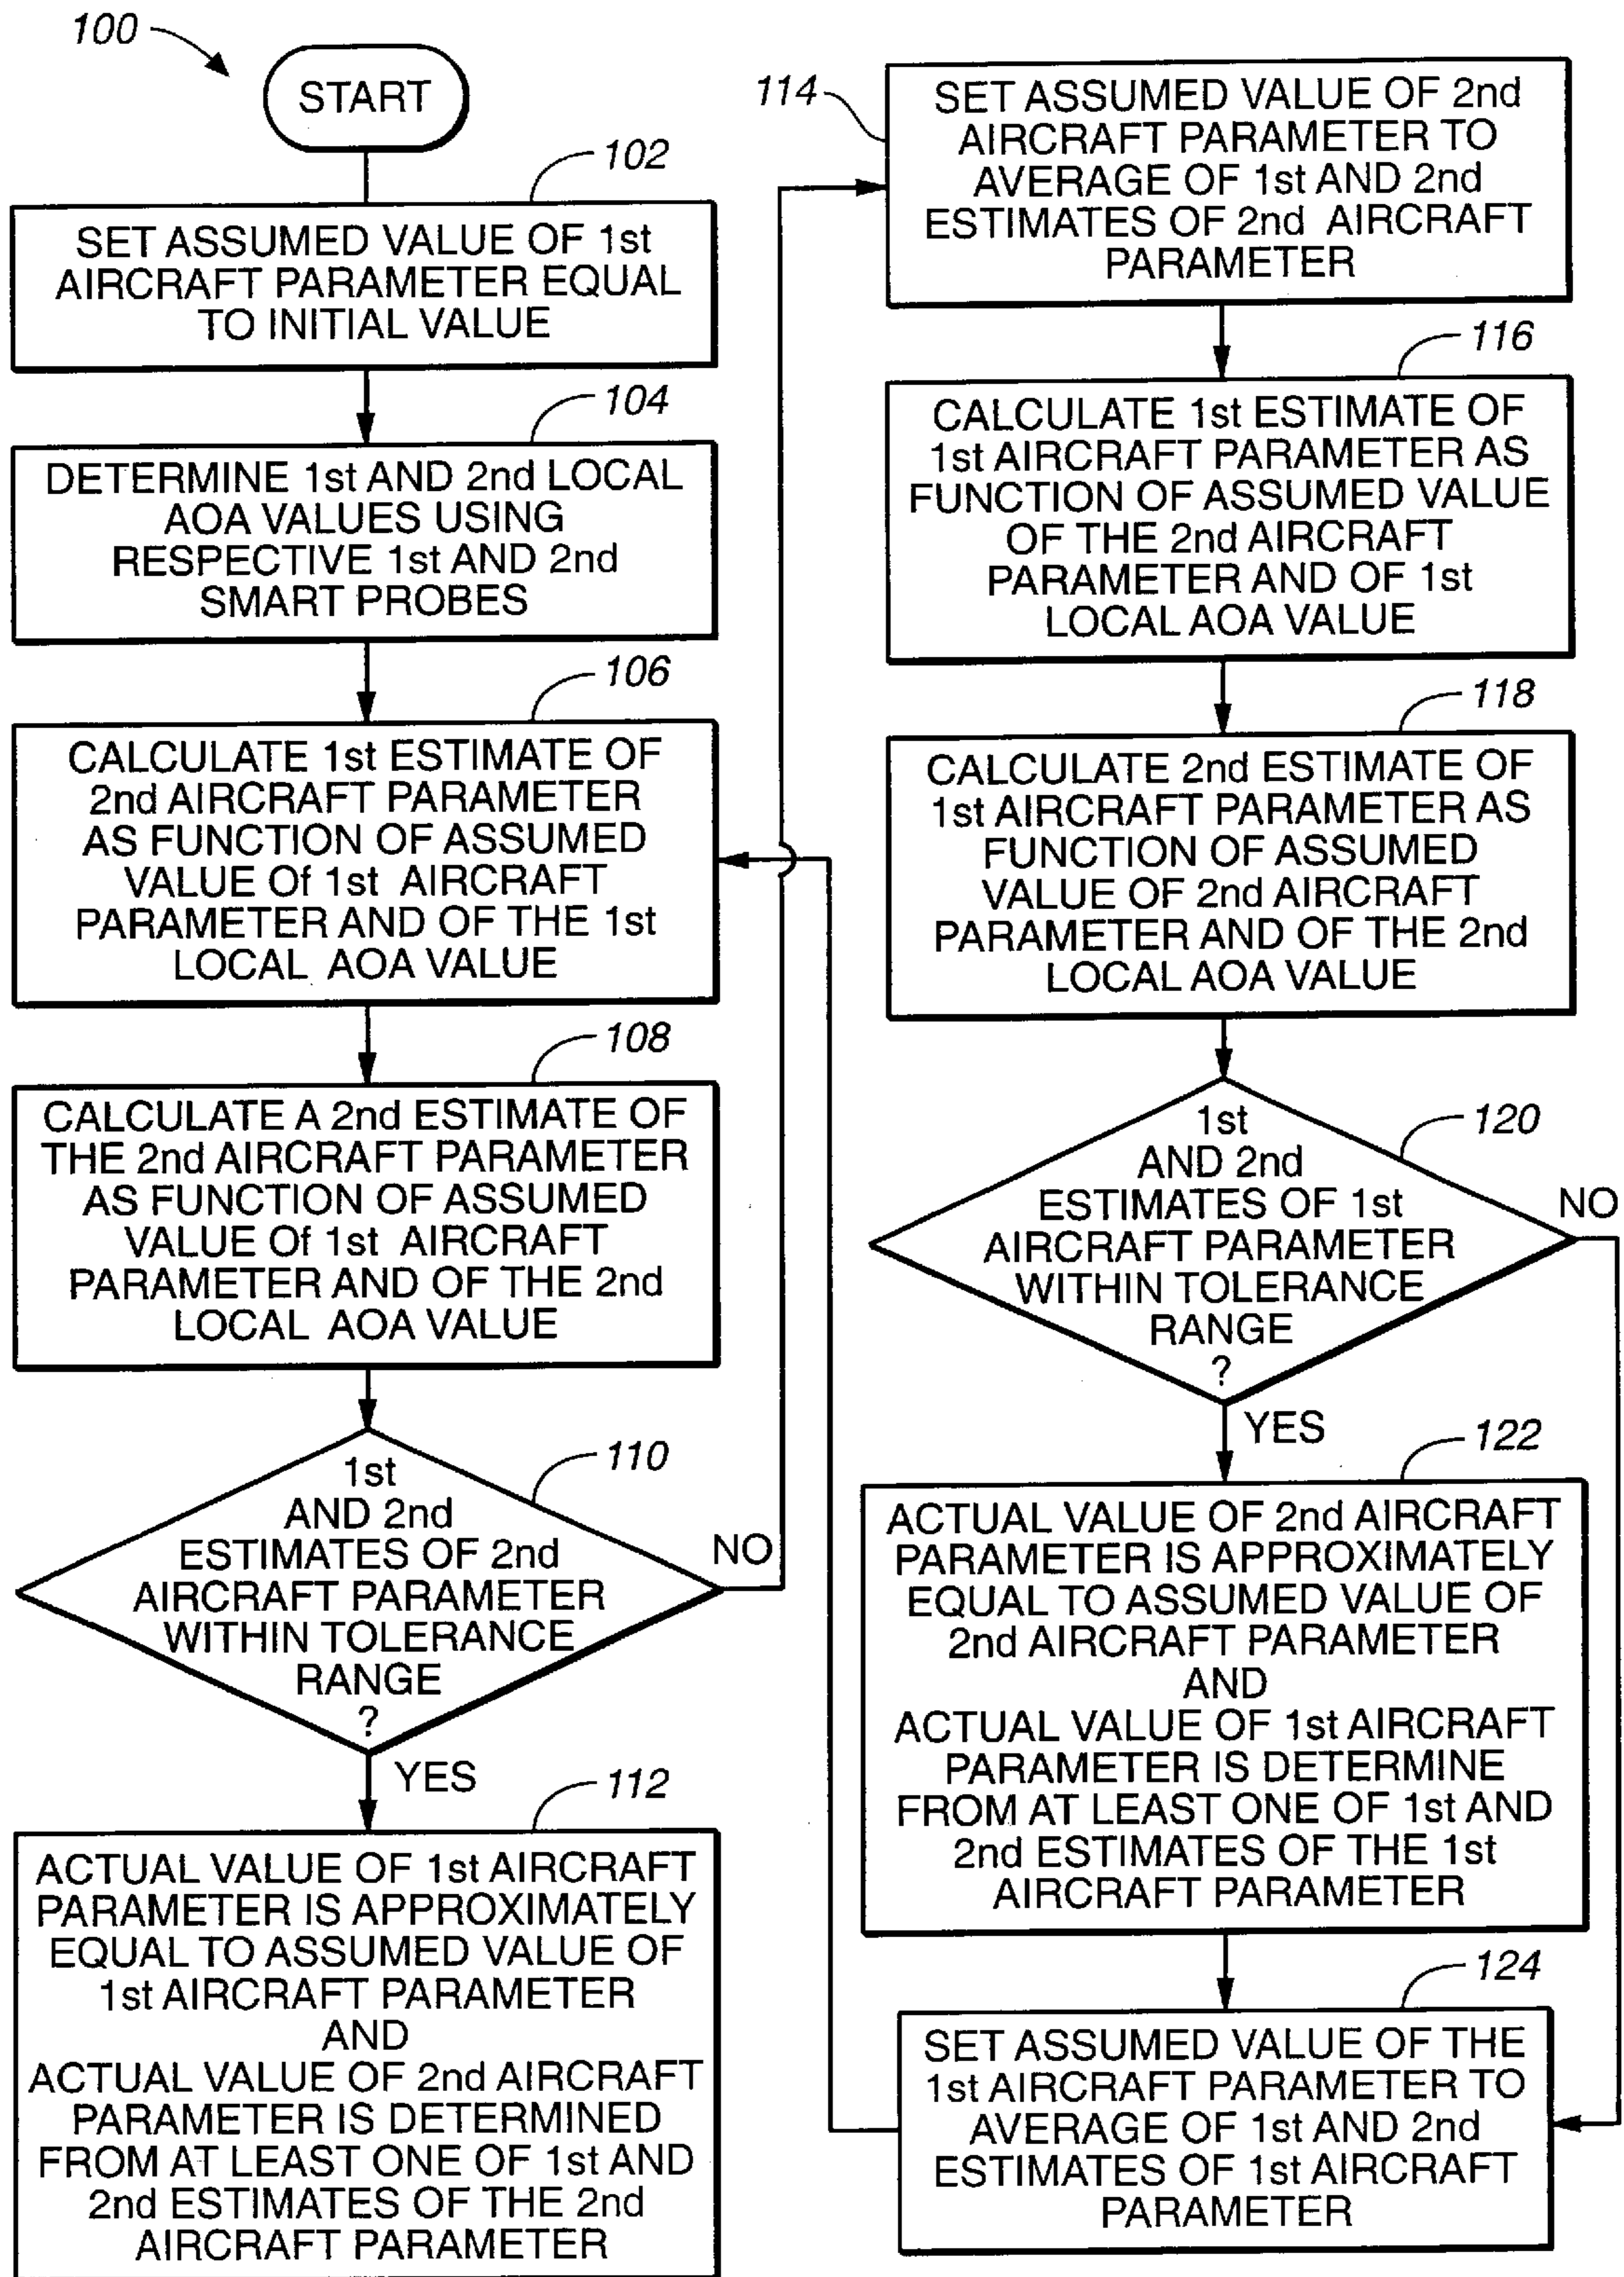 100
START
102
SET ASSUMED VALUE OF 1st
AIRCRAFT PARAMETER EQUAL
TO INITIAL VALUE
104
DETERMINE 1st AND 2nd LOCAL
AOA VALUES USING
RESPECTIVE 1st AND 2nd
SMART PROBES
106
CALCULATE 1st ESTIMATE OF
2nd AIRCRAFT PARAMETER
AS FUNCTION OF ASSUMED
VALUE Of 1st AIRCRAFT
PARAMETER AND OF THE 1st
LOCAL AOA VALUE
108
CALCULATE A 2nd ESTIMATE OF
THE 2nd AIRCRAFT PARAMETER
AS FUNCTION OF ASSUMED
VALUE Of 1st AIRCRAFT
PARAMETER AND OF THE 2nd
LOCAL AOA VALUE
110
1st
AND 2nd
ESTIMATES OF 2nd
AIRCRAFT PARAMETER
WITHIN TOLERANCE
RANGE
?
NO
YES
112
ACTUAL VALUE OF 1st AIRCRAFT
PARAMETER IS APPROXIMATELY
EQUAL TO ASSUMED VALUE OF
1st AIRCRAFT PARAMETER
AND
ACTUAL VALUE OF 2nd AIRCRAFT
PARAMETER IS DETERMINED
FROM AT LEAST ONE OF 1st AND
2nd ESTIMATES OF THE 2nd
AIRCRAFT PARAMETER
114
SET ASSUMED VALUE OF 2nd
AIRCRAFT PARAMETER TO
AVERAGE OF 1st AND 2nd
ESTIMATES OF 2nd AIRCRAFT
PARAMETER
116
CALCULATE 1st ESTIMATE OF
1st AIRCRAFT PARAMETER AS
FUNCTION OF ASSUMED VALUE
OF THE 2nd AIRCRAFT
PARAMETER AND OF 1st
LOCAL AOA VALUE
118
CALCULATE 2nd ESTIMATE OF
1st AIRCRAFT PARAMETER AS
FUNCTION OF ASSUMED
VALUE OF 2nd AIRCRAFT
PARAMETER AND OF THE 2nd
LOCAL AOA VALUE
120
1st
AND 2nd
ESTIMATES OF 1st
AIRCRAFT PARAMETER
WITHIN TOLERANCE
RANGE
?
NO
YES
122
ACTUAL VALUE OF 2nd AIRCRAFT
PARAMETER IS APPROXIMATELY
EQUAL TO ASSUMED VALUE OF
2nd AIRCRAFT PARAMETER
AND
ACTUAL VALUE OF 1st AIRCRAFT
PARAMETER IS DETERMINE
FROM AT LEAST ONE OF 1st AND
2nd ESTIMATES OF THE 1st
AIRCRAFT PARAMETER
124
SET ASSUMED VALUE OF THE
1st AIRCRAFT PARAMETER TO
AVERAGE OF 1st AND 2nd
ESTIMATES OF 1st AIRCRAFT
PARAMETER